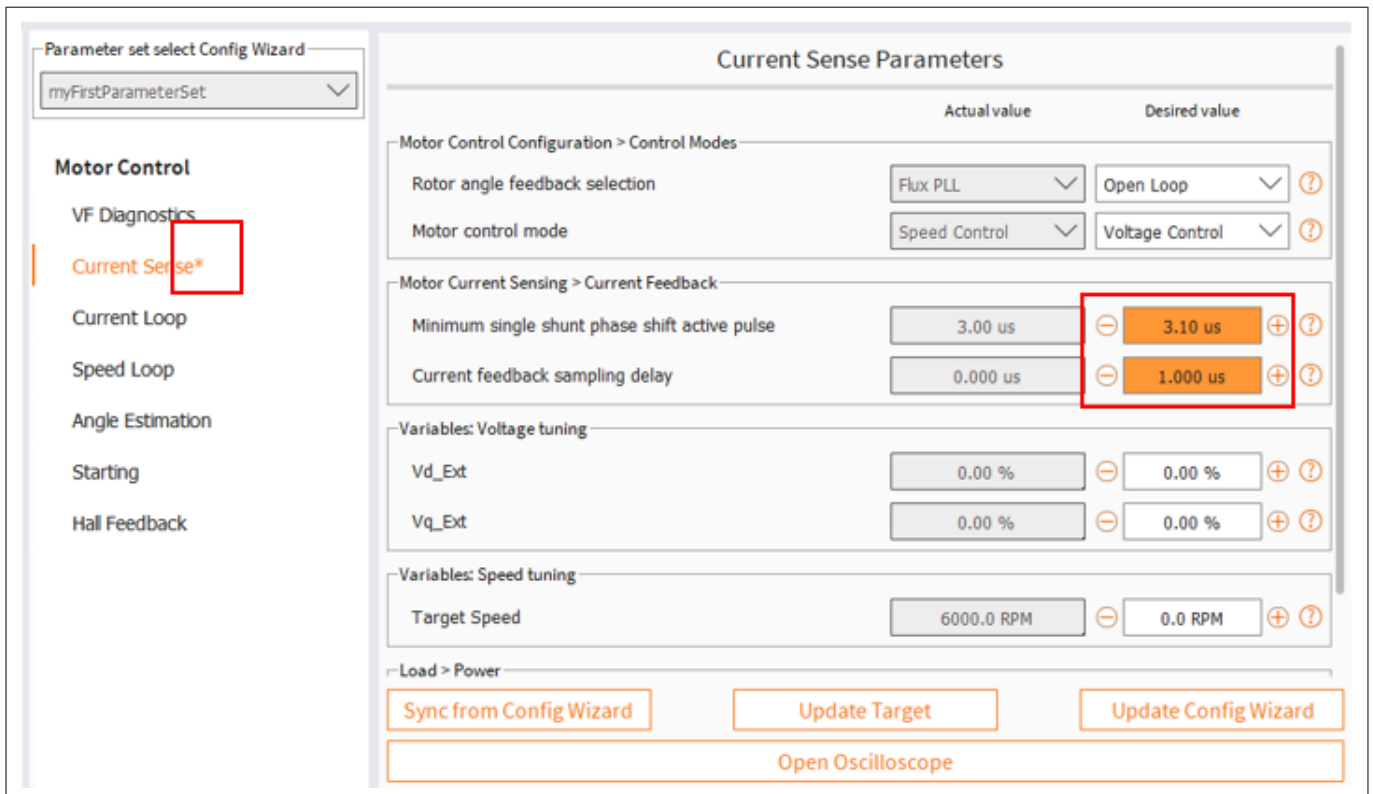 Parameter set select Config Wizard
myFirstParameterSet
Motor Control
VF Diagnostics
Current Sense*
Current Loop
Speed Loop
Angle Estimation
Starting
Hall Feedback
Current Sense Parameters
Actual value Desired value
Motor Control Configuration > Control Modes
Rotor angle feedback selection Flux PLL Open Loop ?
Motor control mode Speed Control Voltage Control ?
Motor Current Sensing > Current Feedback
Minimum single shunt phase shift active pulse 3.00 us − 3.10 us + ?
Current feedback sampling delay 0.000 us − 1.000 us + ?
Variables: Voltage tuning
Vd_Ext 0.00 % − 0.00 % + ?
Vq_Ext 0.00 % − 0.00 % + ?
Variables: Speed tuning
Target Speed 6000.0 RPM − 0.0 RPM + ?
Load > Power
Sync from Config Wizard Update Target Update Config Wizard
Open Oscilloscope